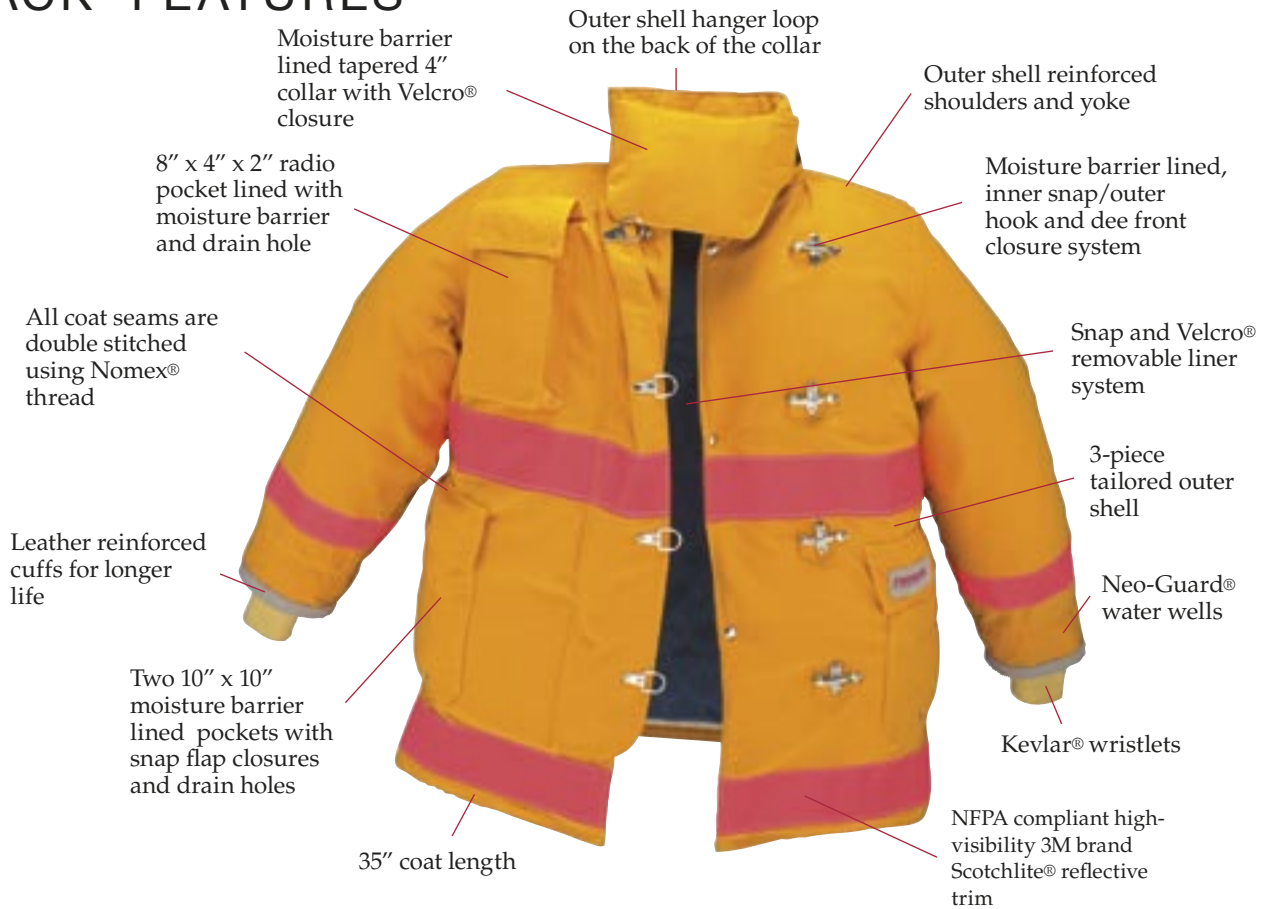 FEATURES
Outer shell hanger loop
on the back of the collar
Moisture barrier
lined tapered 4”
collar with Velcro®
closure
Outer shell reinforced
shoulders and yoke
8” x 4” x 2” radio
pocket lined with
moisture barrier
and drain hole
Moisture barrier lined,
inner snap/outer
hook and dee front
closure system
All coat seams are
double stitched
using Nomex®
thread
Snap and Velcro®
removable liner
system
3-piece
tailored outer
shell
Leather reinforced
cuffs for longer
life
Neo-Guard®
water wells
Two 10” x 10”
moisture barrier
lined pockets with
snap flap closures
and drain holes
Kevlar® wristlets
35” coat length
NFPA compliant high-
visibility 3M brand
Scotchlite® reflective
trim